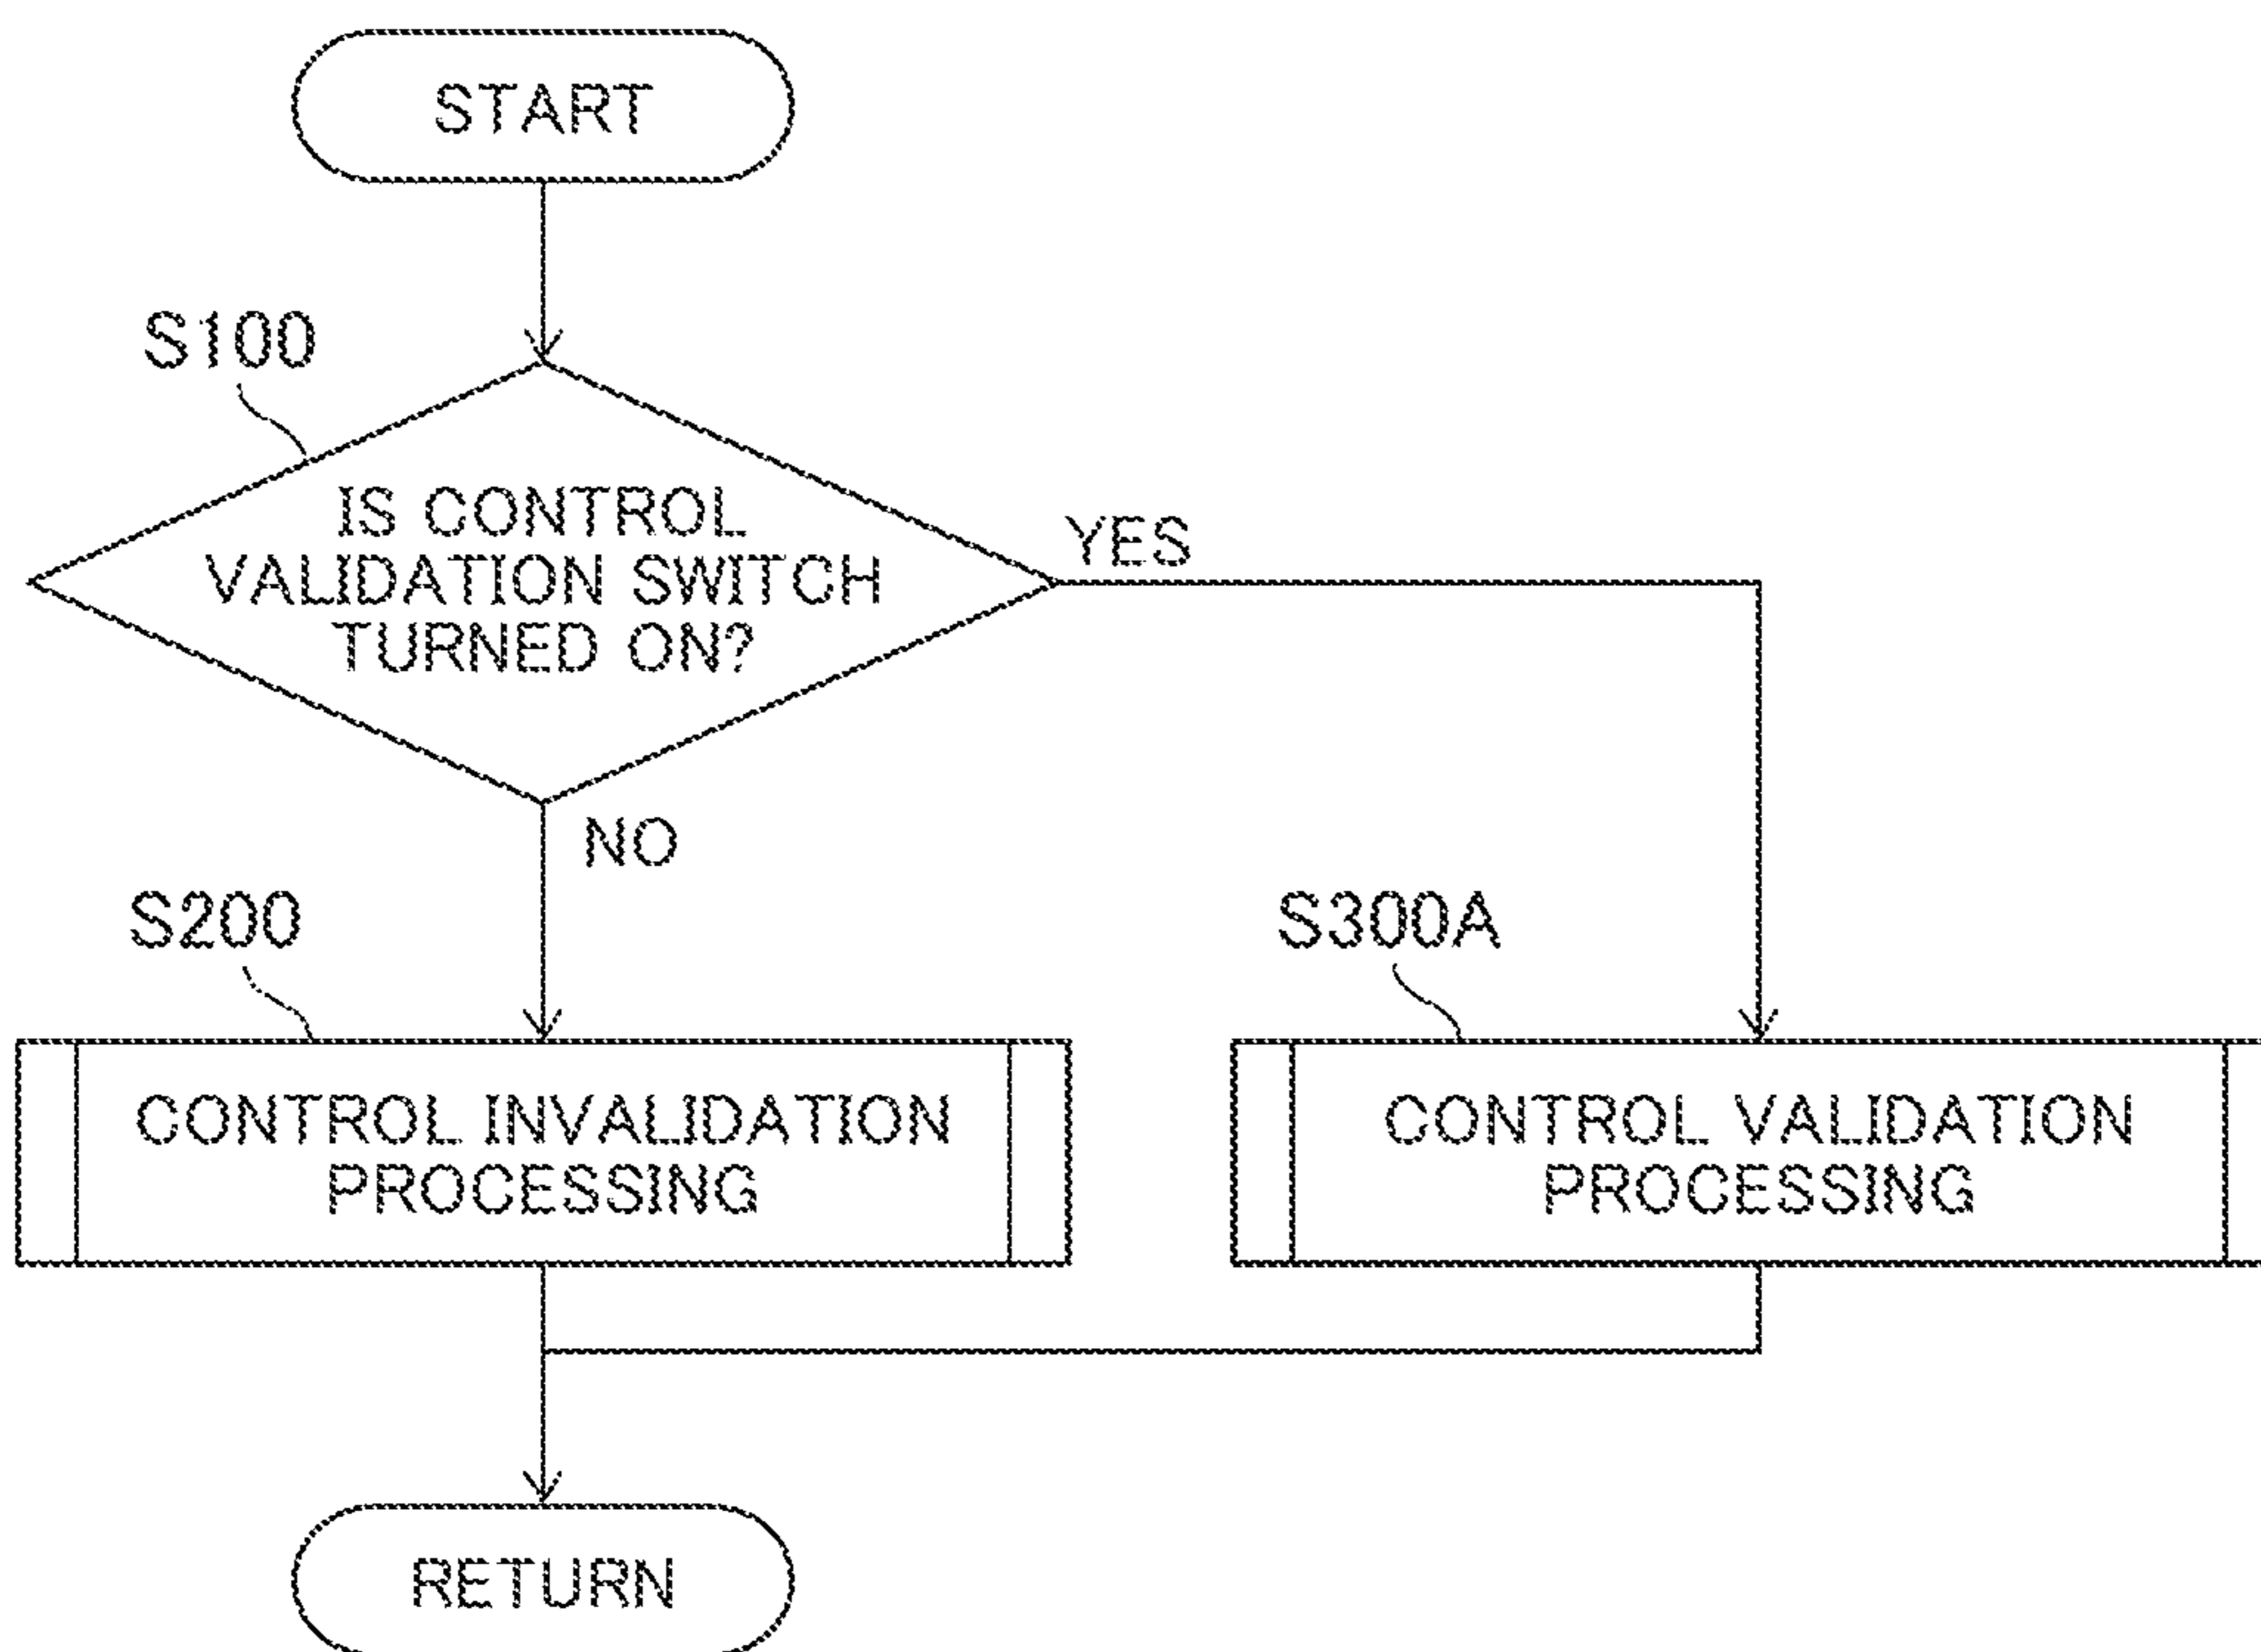 START
S100
IS CONTROL
VALIDATION SWITCH
TURNED ON?
YES
NO
S200
CONTROL INVALIDATION
PROCESSING
S300A
CONTROL VALIDATION
PROCESSING
RETURN